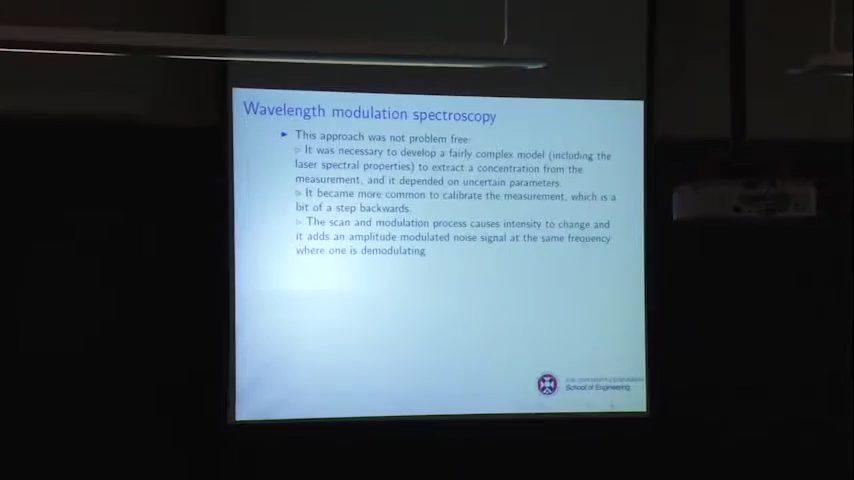 Wavelength modulation spectroscopy
► This approach was not problem free:
▷ It was necessary to develop a fairly complex model (including the
laser spectral properties) to extract a concentration from the
measurement, and it depended on uncertain parameters.
▷ It became more common to calibrate the measurement, which is a
bit of a step backwards.
▷ The scan and modulation process causes intensity to change and
it adds an amplitude modulated noise signal at the same frequency
where one is demodulating
School of Engineering